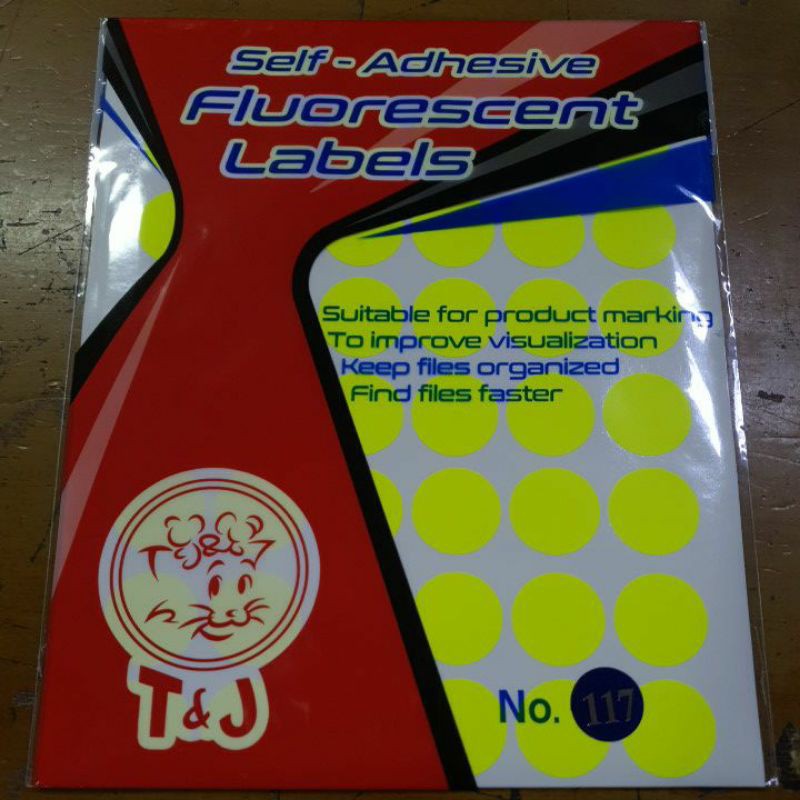 Self - Adhesive
Fluorescent
Labels
Suitable for product marking
To improve visualization
Keep files organized
Find files faster
T&J
T&J
No. 117